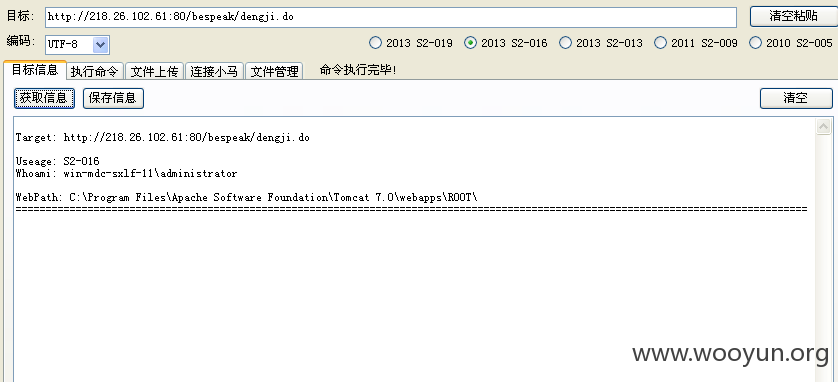 目标: http://218.26.102.61:80/bespeak/dengji.do 清空粘贴
编码: UTF-8 2013 S2-019 2013 S2-016 2013 S2-013 2011 S2-009 2010 S2-005
目标信息 执行命令 文件上传 连接小马 文件管理 命令执行完毕!
获取信息 保存信息 清空
Target: http://218.26.102.61:80/bespeak/dengji.do
Useage: S2-016
Whoami: win-mdc-sxlf-11\administrator
WebPath: C:\Program Files\Apache Software Foundation\Tomcat 7.0\webapps\ROOT\
================================================================================
www.wooyun.org